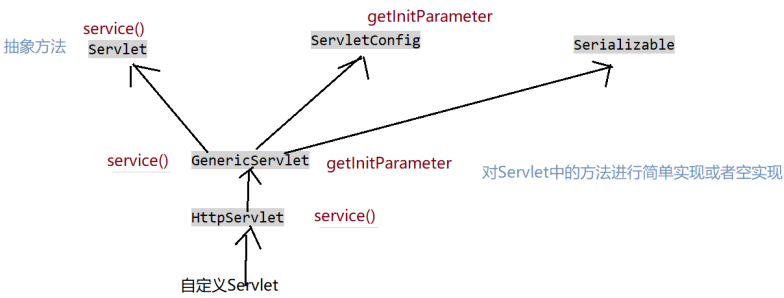 service()
getInitParameter
抽象方法
Servlet
ServletConfig
Serializable
service()
GenericServlet
getInitParameter
对Servlet中的方法进行简单实现或者空实现
HttpServlet
service()
自定义Servlet